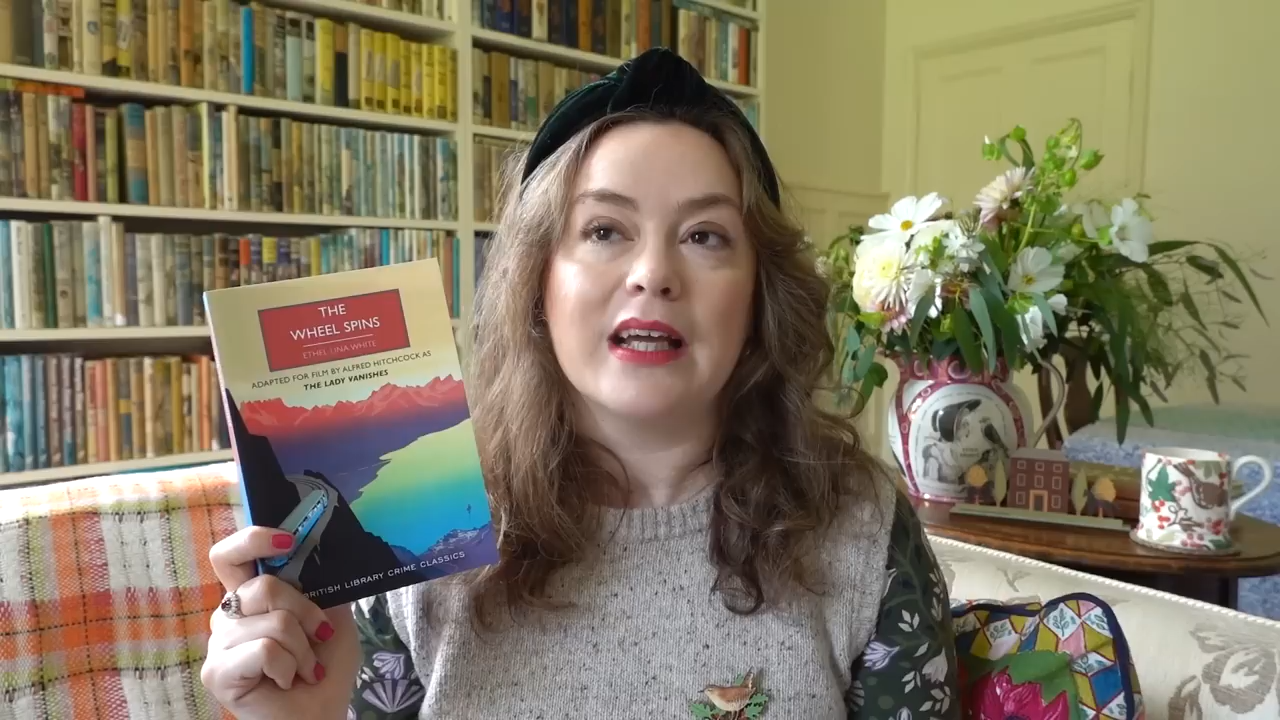 THE
WHEEL SPINS
ETHEL LINA WHITE
ADAPTED FOR FILM BY ALFRED HITCHCOCK AS
THE LADY VANISHES
BRITISH LIBRARY CRIME CLASSICS